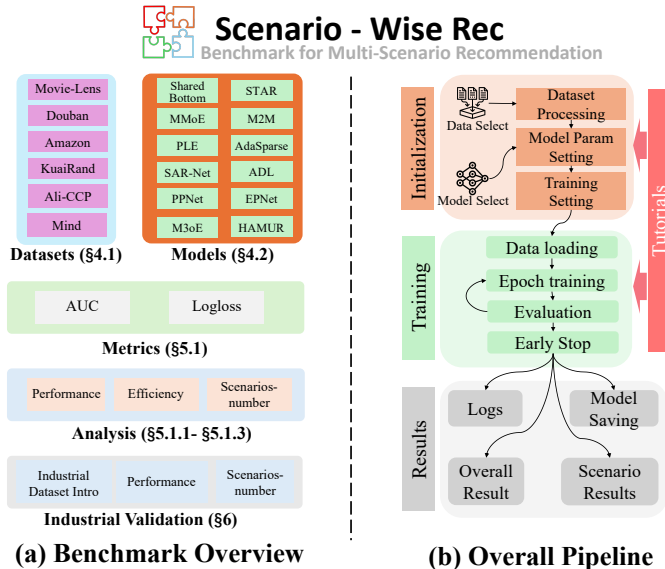 Scenario - Wise Rec
Benchmark for Multi-Scenario Recommendation
Movie-Lens
Douban
Amazon
KuaiRand
Ali-CCP
Mind
Datasets (§4.1)
Shared
Bottom
STAR
MMoE
M2M
PLE
AdaSparse
SAR-Net
ADL
PPNet
EPNet
M3oE
HAMUR
Models (§4.2)
AUC
Logloss
Metrics (§5.1)
Performance
Efficiency
Scenarios-
number
Analysis (§5.1.1- §5.1.3)
Industrial
Dataset Intro
Performance
Scenarios-
number
Industrial Validation (§6)
(a) Benchmark Overview
Initialization
Data Select
Model Select
Dataset
Processing
Model Param
Setting
Training
Setting
Tutorials
Training
Data loading
Epoch training
Evaluation
Early Stop
Results
Logs
Model
Saving
Overall
Result
Scenario
Results
(b) Overall Pipeline